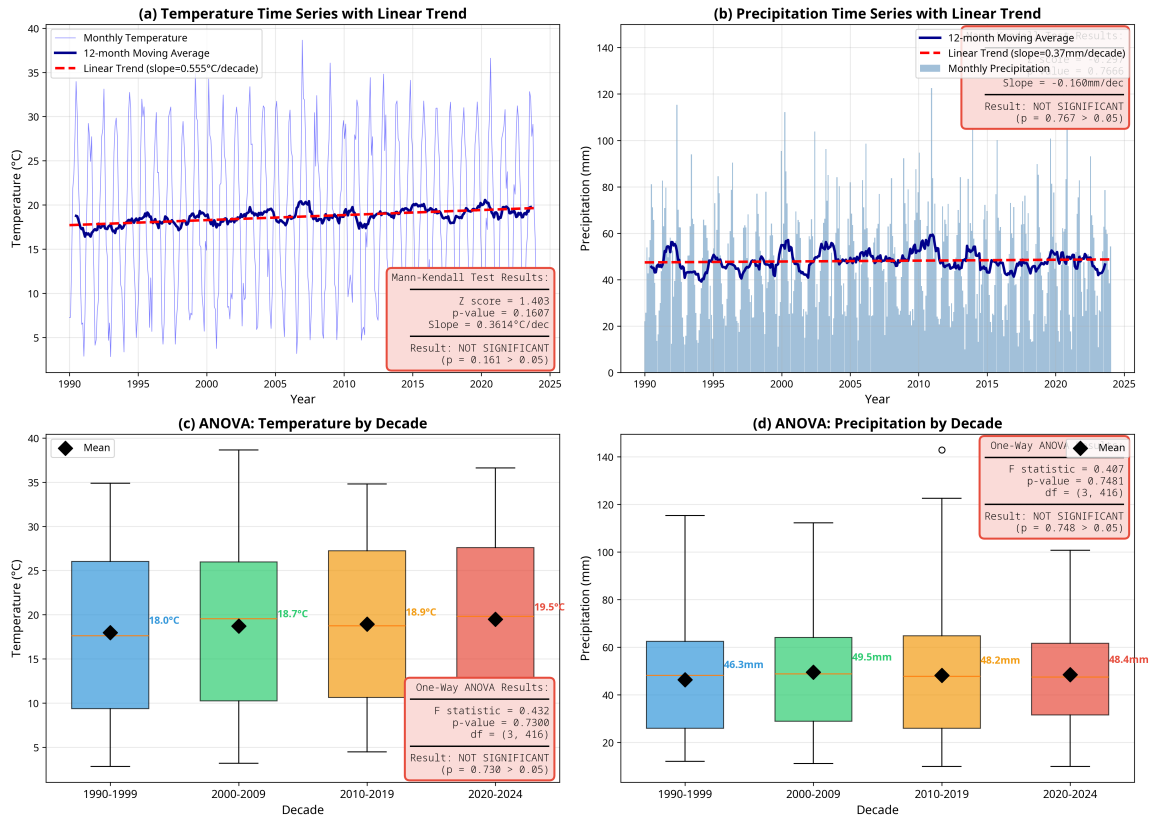 (a) Temperature Time Series with Linear Trend
Monthly Temperature
12-month Moving Average
Linear Trend (slope=0.555°C/decade)
40
35
30
25
20
15
10
5
Temperature (°C)
Mann-Kendall Test Results:
Z score = 1.403
p-value = 0.1607
Slope = 0.3614°C/dec
Result: NOT SIGNIFICANT
(p = 0.161 > 0.05)
1990
1995
2000
2005
2010
2015
2020
2025
Year
(b) Precipitation Time Series with Linear Trend
12-month Moving Average
Linear Trend (slope=0.37mm/decade)
Monthly Precipitation
Slope = -0.160mm/dec
Result: NOT SIGNIFICANT
(p = 0.767 > 0.05)
140
120
100
80
60
40
20
0
Precipitation (mm)
1990
1995
2000
2005
2010
2015
2020
2025
Year
(c) ANOVA: Temperature by Decade
Mean
40
35
30
25
20
15
10
5
Temperature (°C)
18.0°C
18.7°C
18.9°C
19.5°C
One-Way ANOVA Results:
F statistic = 0.432
p-value = 0.7300
df = (3, 416)
Result: NOT SIGNIFICANT
(p = 0.730 > 0.05)
1990-1999
2000-2009
2010-2019
2020-2024
Decade
(d) ANOVA: Precipitation by Decade
One-Way ANOVA
Mean
F statistic = 0.407
p-value = 0.7481
df = (3, 416)
Result: NOT SIGNIFICANT
(p = 0.748 > 0.05)
140
120
100
80
60
40
20
Precipitation (mm)
46.3mm
49.5mm
48.2mm
48.4mm
1990-1999
2000-2009
2010-2019
2020-2024
Decade